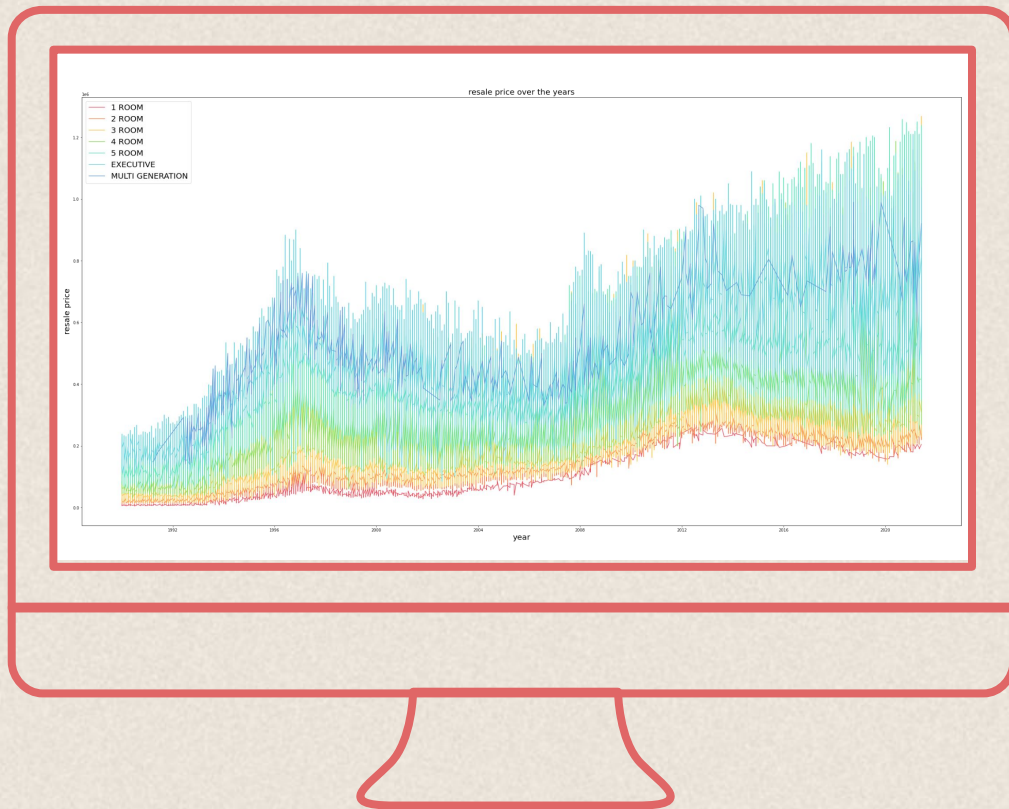 resale price over the years
1e6
1 ROOM
2 ROOM
3 ROOM
4 ROOM
5 ROOM
EXECUTIVE
MULTI GENERATION
1.2
1.0
0.8
0.6
0.4
0.2
0.0
resale price
1992
1996
2000
2004
2008
2012
2016
2020
year